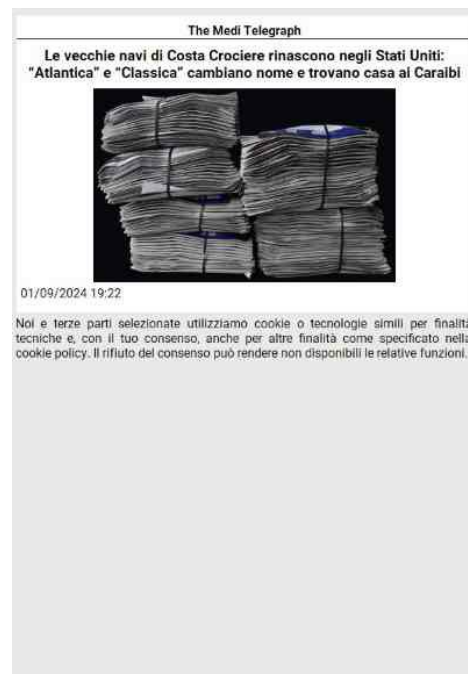 The Medi Telegraph
Le vecchie navi di Costa Crociere rinascono negli Stati Uniti:
“Atlantica” e “Classica” cambiano nome e trovano casa ai Caraibi
01/09/2024 19:22
Noi e terze parti selezionate utilizziamo cookie o tecnologie simili per finalità
tecniche e, con il tuo consenso, anche per altre finalità come specificato nella
cookie policy. Il rifiuto del consenso può rendere non disponibili le relative funzioni.